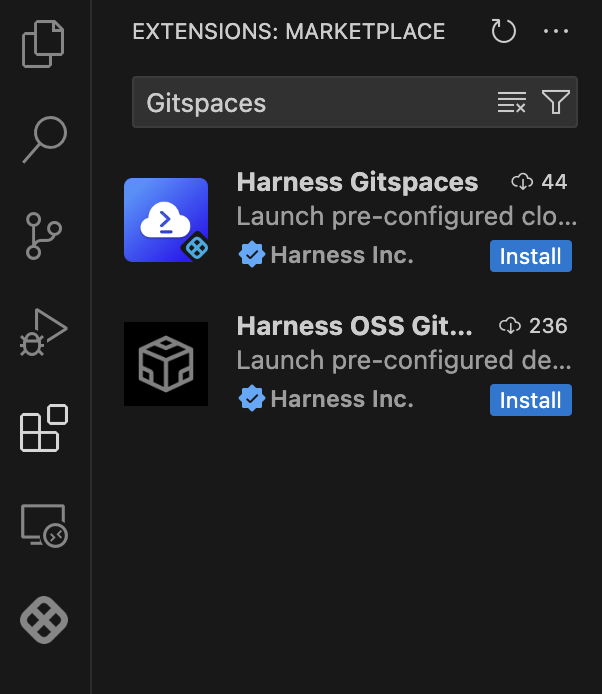 EXTENSIONS: MARKETPLACE
Gitspaces
Harness Gitspaces 44
Launch pre-configured clo...
Harness Inc. Install
Harness OSS Git... 236
Launch pre-configured de...
Harness Inc. Install